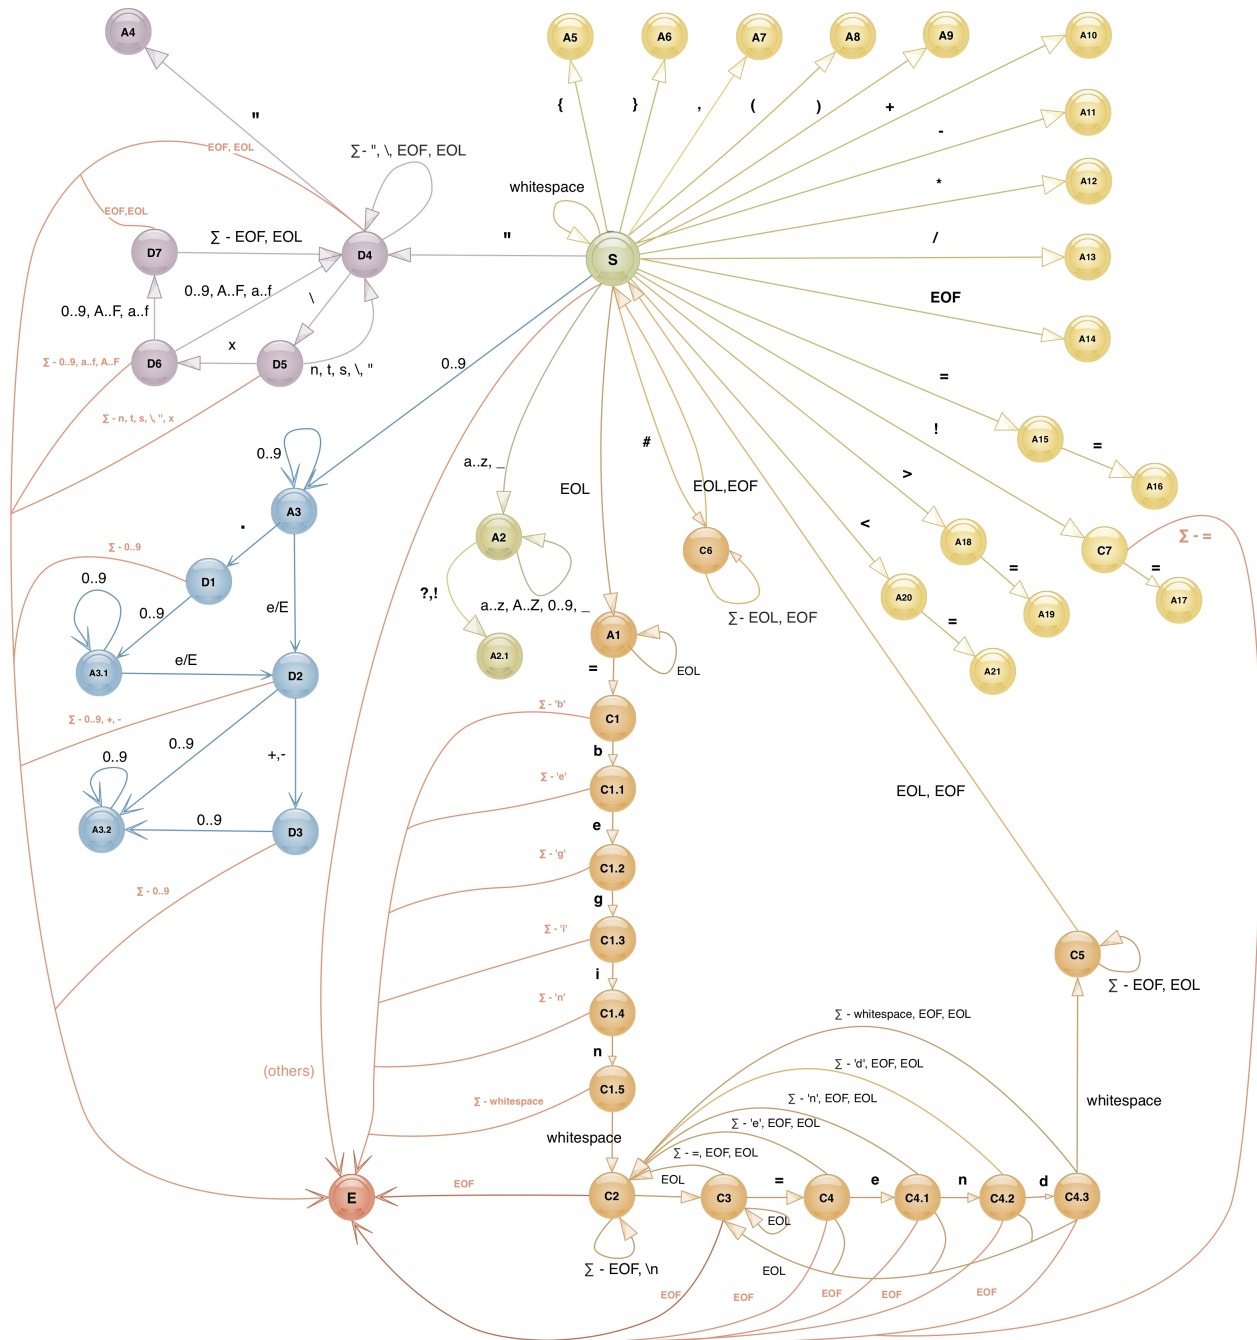 A4
A5
A6
A7
A8
A9
A10
{
}
,
(
)
+
A11
"
-
EOF, EOL
∑- ", \, EOF, EOL
*
A12
whitespace
EOF,EOL
∑ - EOF, EOL
"
/
D7
D4
S
A13
0..9, A..F, a..f
\
EOF
0..9, A..F, a..f
A14
x
∑ - 0..9, a..f, A..F
D6
D5
n, t, s, \, "
0..9
=
∑ - n, t, s, \, ", x
!
A15
=
#
0..9
a..z, _
>
A16
EOL
EOL,EOF
A3
.
<
A2
A18
C7
∑ - =
∑ - 0..9
C6
0..9
D1
=
=
?,!
a..z, A..Z, 0..9, _
A20
A17
0..9
e/E
A19
∑- EOL, EOF
=
A1
e/E
A2.1
A3.1
D2
=
EOL
A21
∑ - 'b'
∑ - 0..9, +, -
C1
0..9
b
0..9
+,-
∑ - 'e'
C1.1
EOL, EOF
0..9
e
A3.2
D3
∑ - 'g'
C1.2
∑ - 0..9
g
∑ - 'i'
C1.3
C5
i
∑ - EOF, EOL
∑ - 'n'
C1.4
∑ - whitespace, EOF, EOL
n
∑ - 'd', EOF, EOL
(others)
C1.5
∑ - 'n', EOF, EOL
whitespace
∑ - whitespace
∑ - 'e', EOF, EOL
whitespace
∑ - =, EOF, EOL
EOF
EOL
=
e
n
d
E
C2
C3
C4
C4.1
C4.2
C4.3
EOL
∑ - EOF, \n
EOL
EOF
EOF
EOF
EOF
EOF